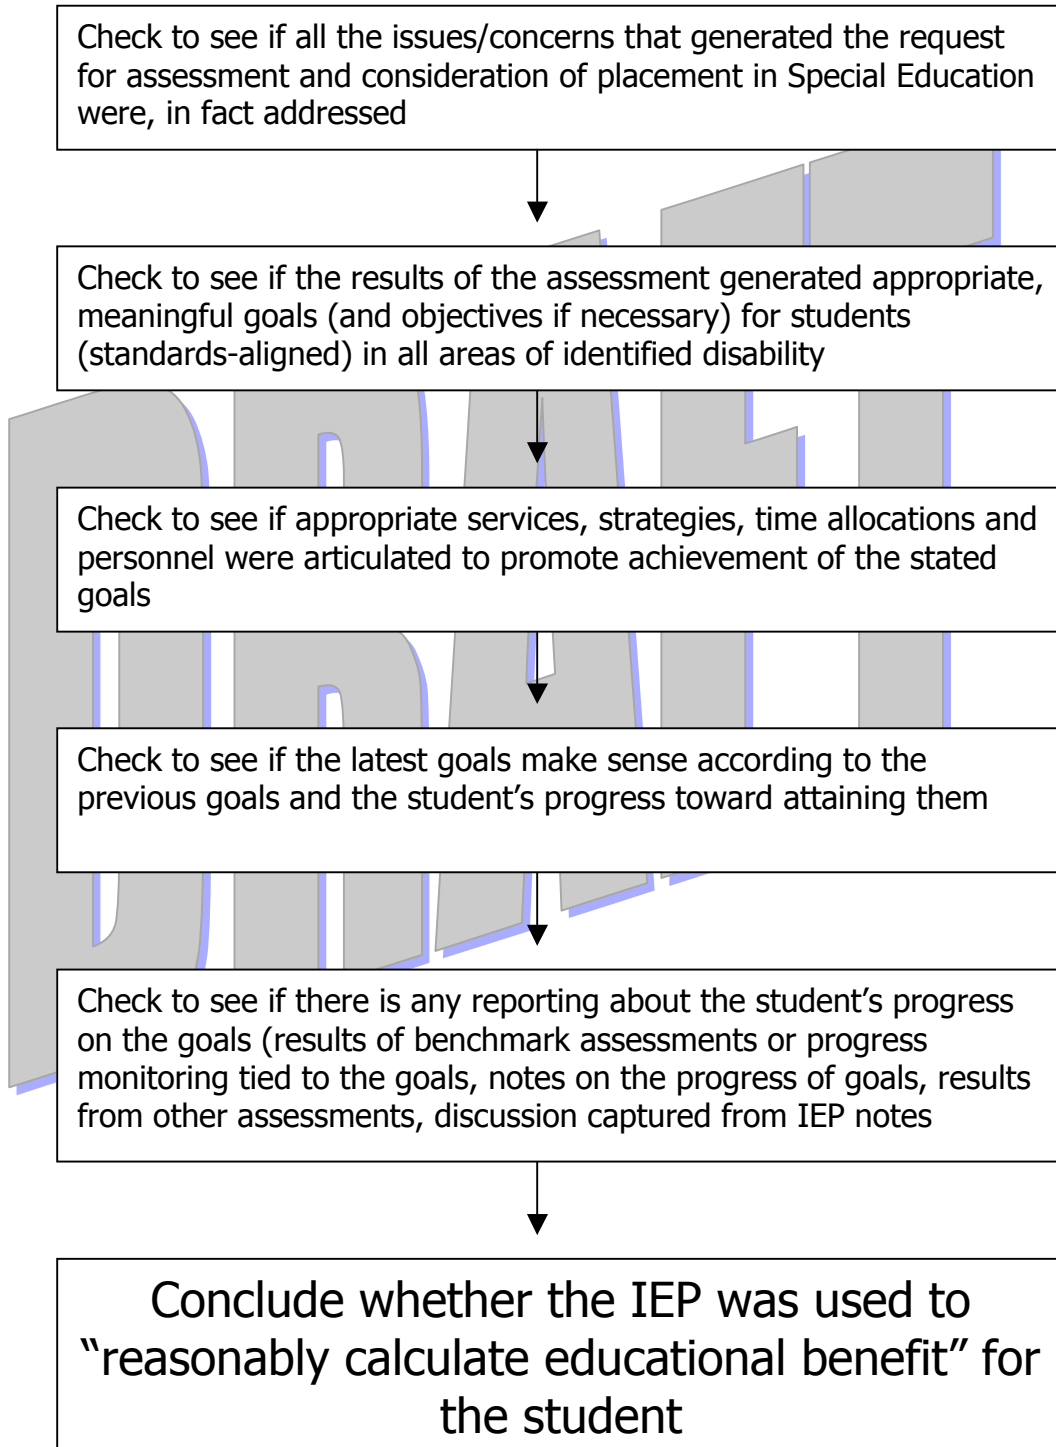 Check to see if all the issues/concerns that generated the request
for assessment and consideration of placement in Special Education
were, in fact addressed
Check to see if the results of the assessment generated appropriate,
meaningful goals (and objectives if necessary) for students
(standards-aligned) in all areas of identified disability
Check to see if appropriate services, strategies, time allocations and
personnel were articulated to promote achievement of the stated
goals
Check to see if the latest goals make sense according to the
previous goals and the student’s progress toward attaining them
Check to see if there is any reporting about the student’s progress
on the goals (results of benchmark assessments or progress
monitoring tied to the goals, notes on the progress of goals, results
from other assessments, discussion captured from IEP notes
Conclude whether the IEP was used to
“reasonably calculate educational benefit” for
the student
DRAFT